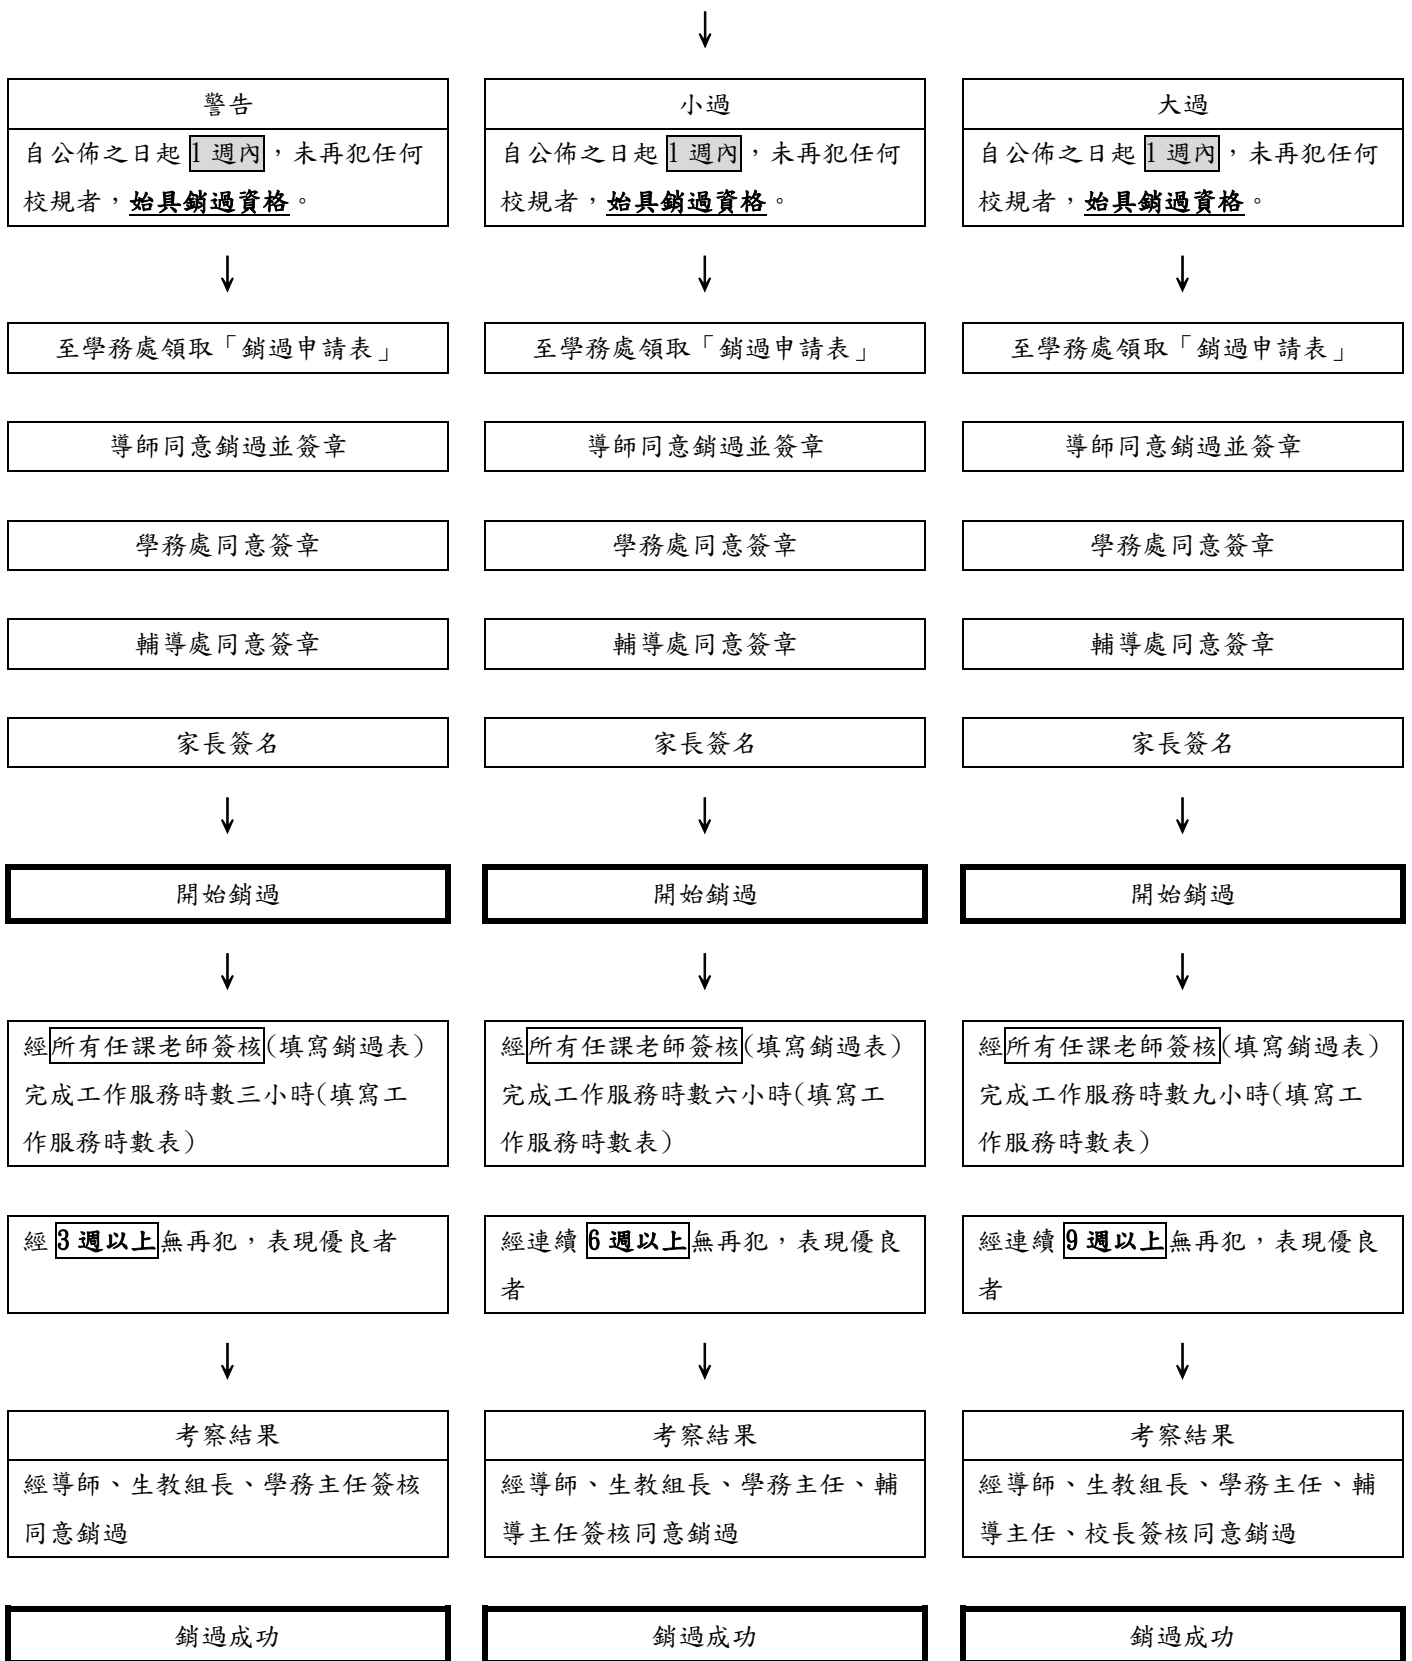 警告
自公佈之日起 1 週內，未再犯任何
校規者，始具銷過資格。
至學務處領取「銷過申請表」
導師同意銷過並簽章
學務處同意簽章
輔導處同意簽章
家長簽名
開始銷過
經所有任課老師簽核(填寫銷過表)
完成工作服務時數三小時(填寫工
作服務時數表)
經 3 週以上無再犯，表現優良者
考察結果
經導師、生教組長、學務主任簽核
同意銷過
銷過成功
小過
自公佈之日起 1 週內，未再犯任何
校規者，始具銷過資格。
至學務處領取「銷過申請表」
導師同意銷過並簽章
學務處同意簽章
輔導處同意簽章
家長簽名
開始銷過
經所有任課老師簽核(填寫銷過表)
完成工作服務時數六小時(填寫工
作服務時數表)
經連續 6 週以上無再犯，表現優良
者
考察結果
經導師、生教組長、學務主任、輔
導主任簽核同意銷過
銷過成功
大過
自公佈之日起 1 週內，未再犯任何
校規者，始具銷過資格。
至學務處領取「銷過申請表」
導師同意銷過並簽章
學務處同意簽章
輔導處同意簽章
家長簽名
開始銷過
經所有任課老師簽核(填寫銷過表)
完成工作服務時數九小時(填寫工
作服務時數表)
經連續 9 週以上無再犯，表現優良
者
考察結果
經導師、生教組長、學務主任、輔
導主任、校長簽核同意銷過
銷過成功